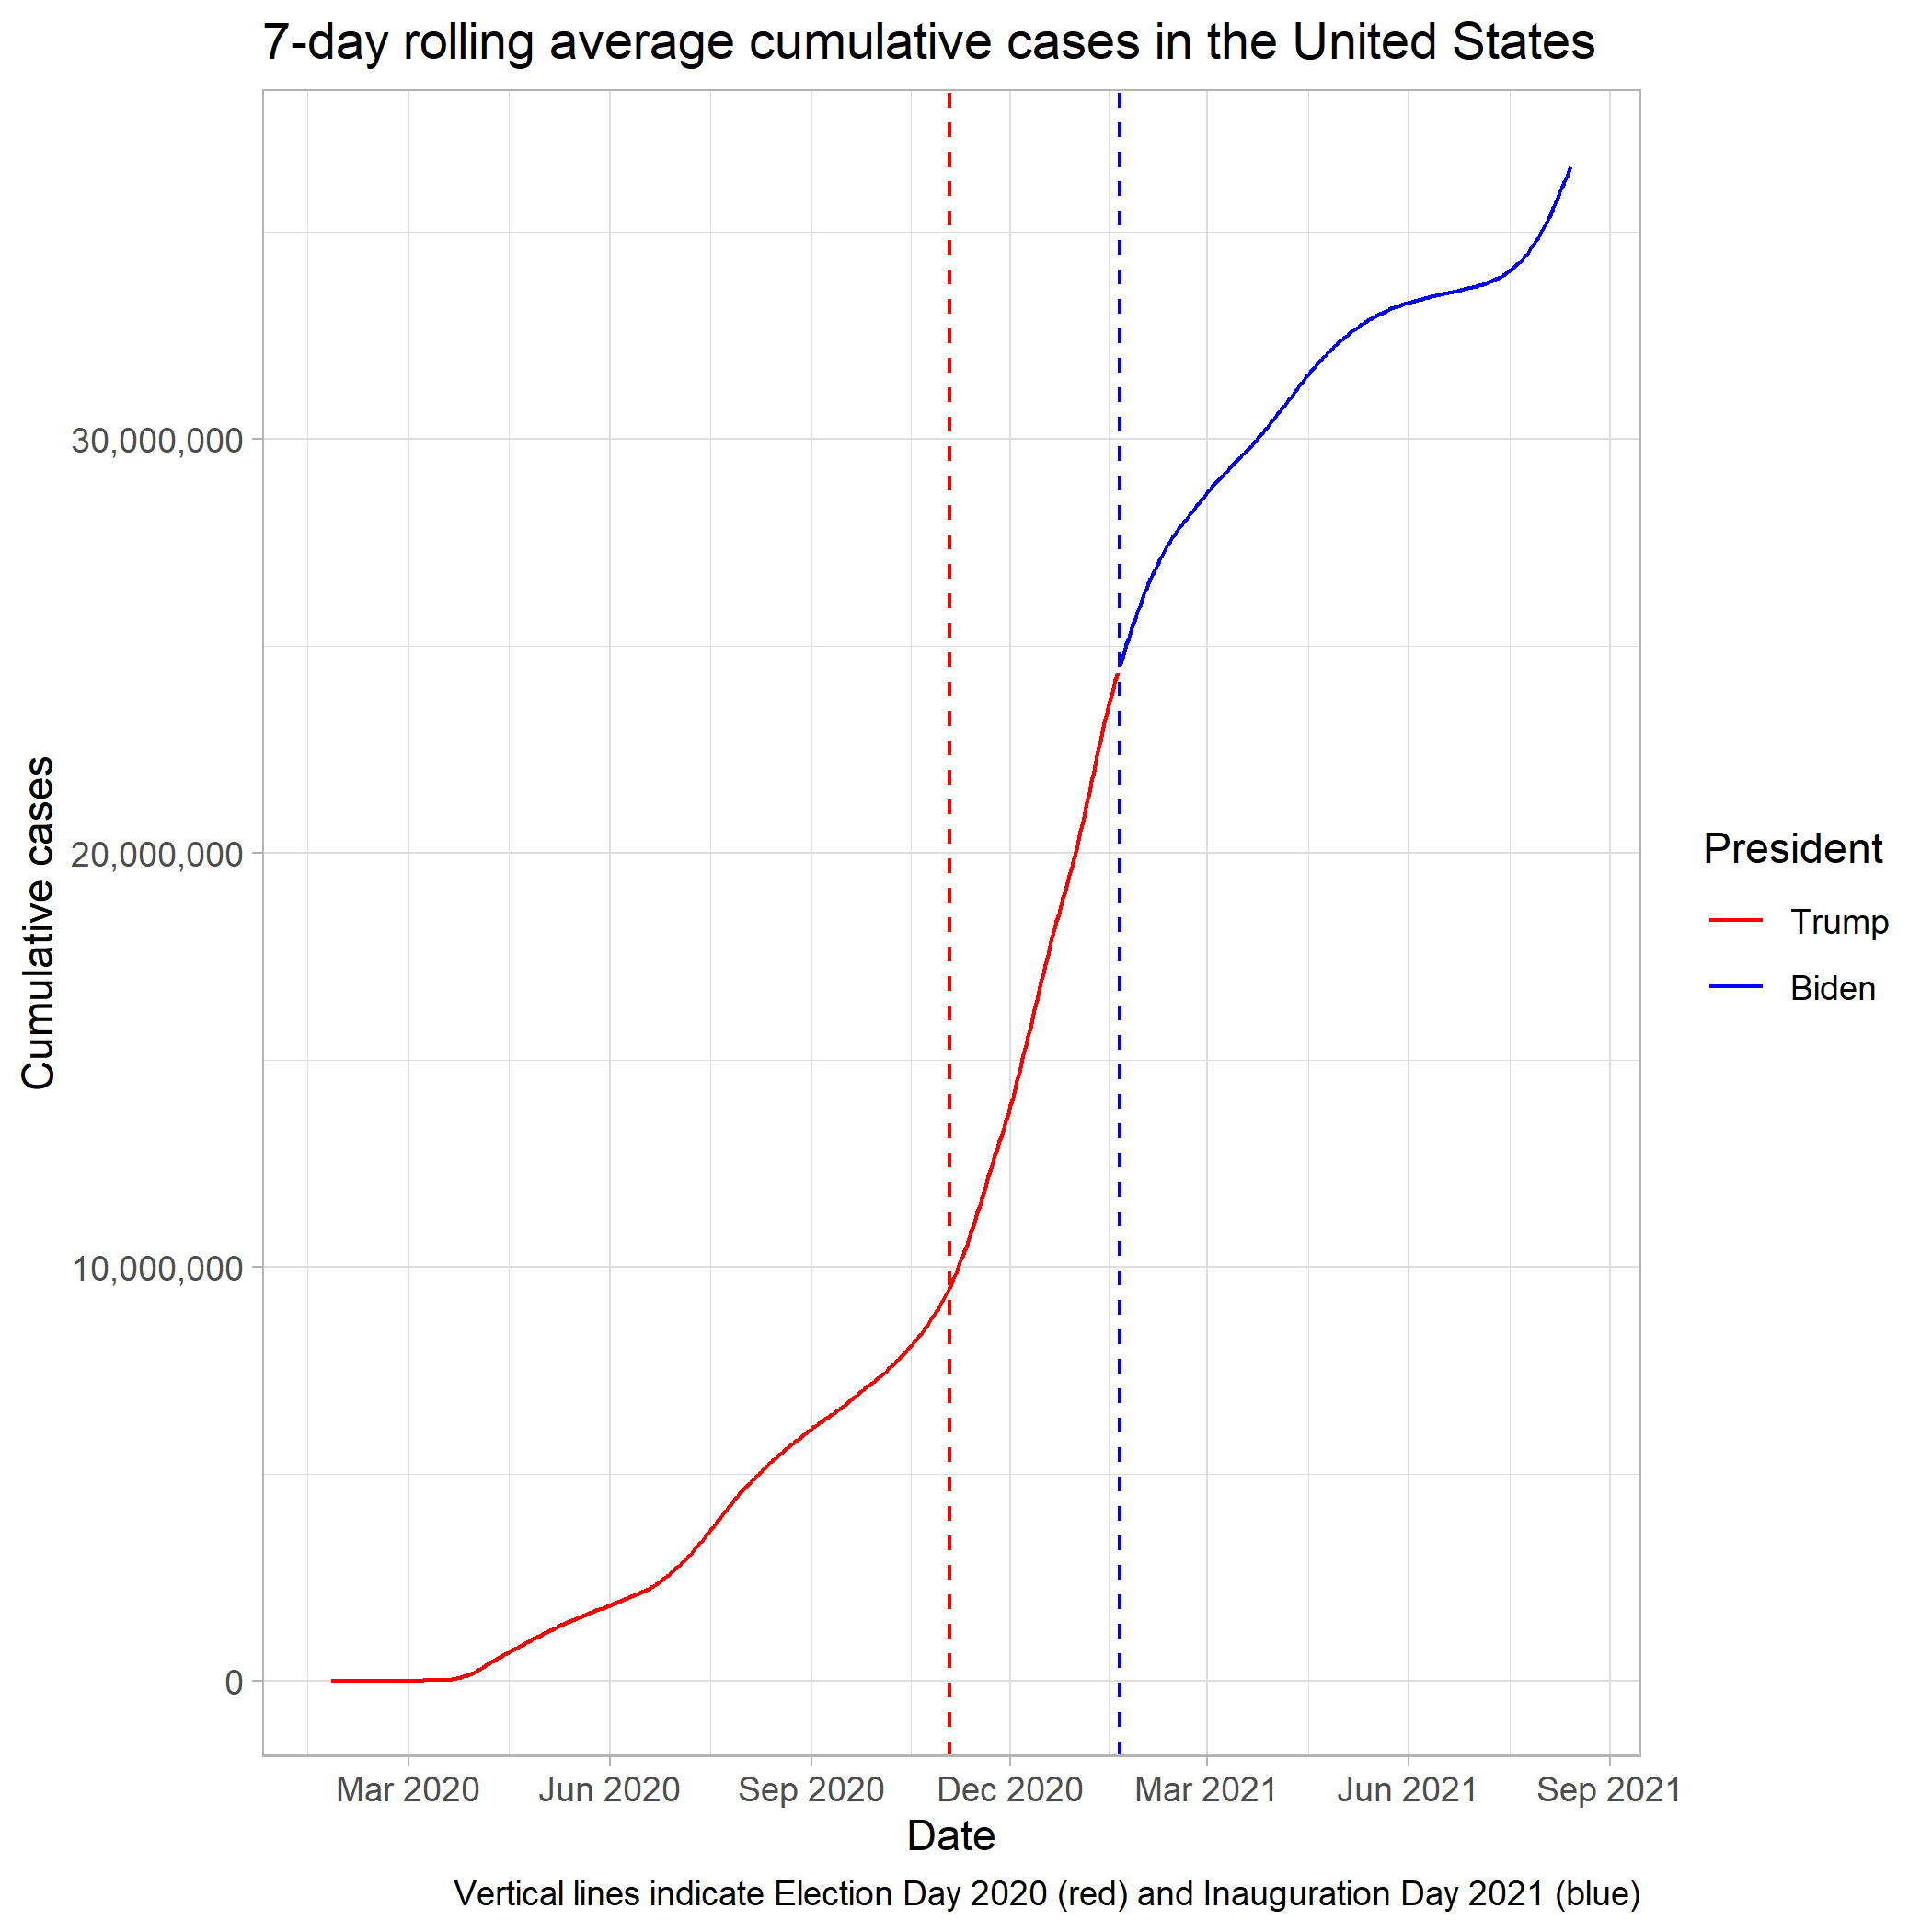 7-day rolling average cumulative cases in the United States
Cumulative cases
30,000,000
20,000,000
10,000,000
0
Mar 2020
Jun 2020
Sep 2020
Dec 2020
Mar 2021
Jun 2021
Sep 2021
Date
President
Trump
Biden
Vertical lines indicate Election Day 2020 (red) and Inauguration Day 2021 (blue)